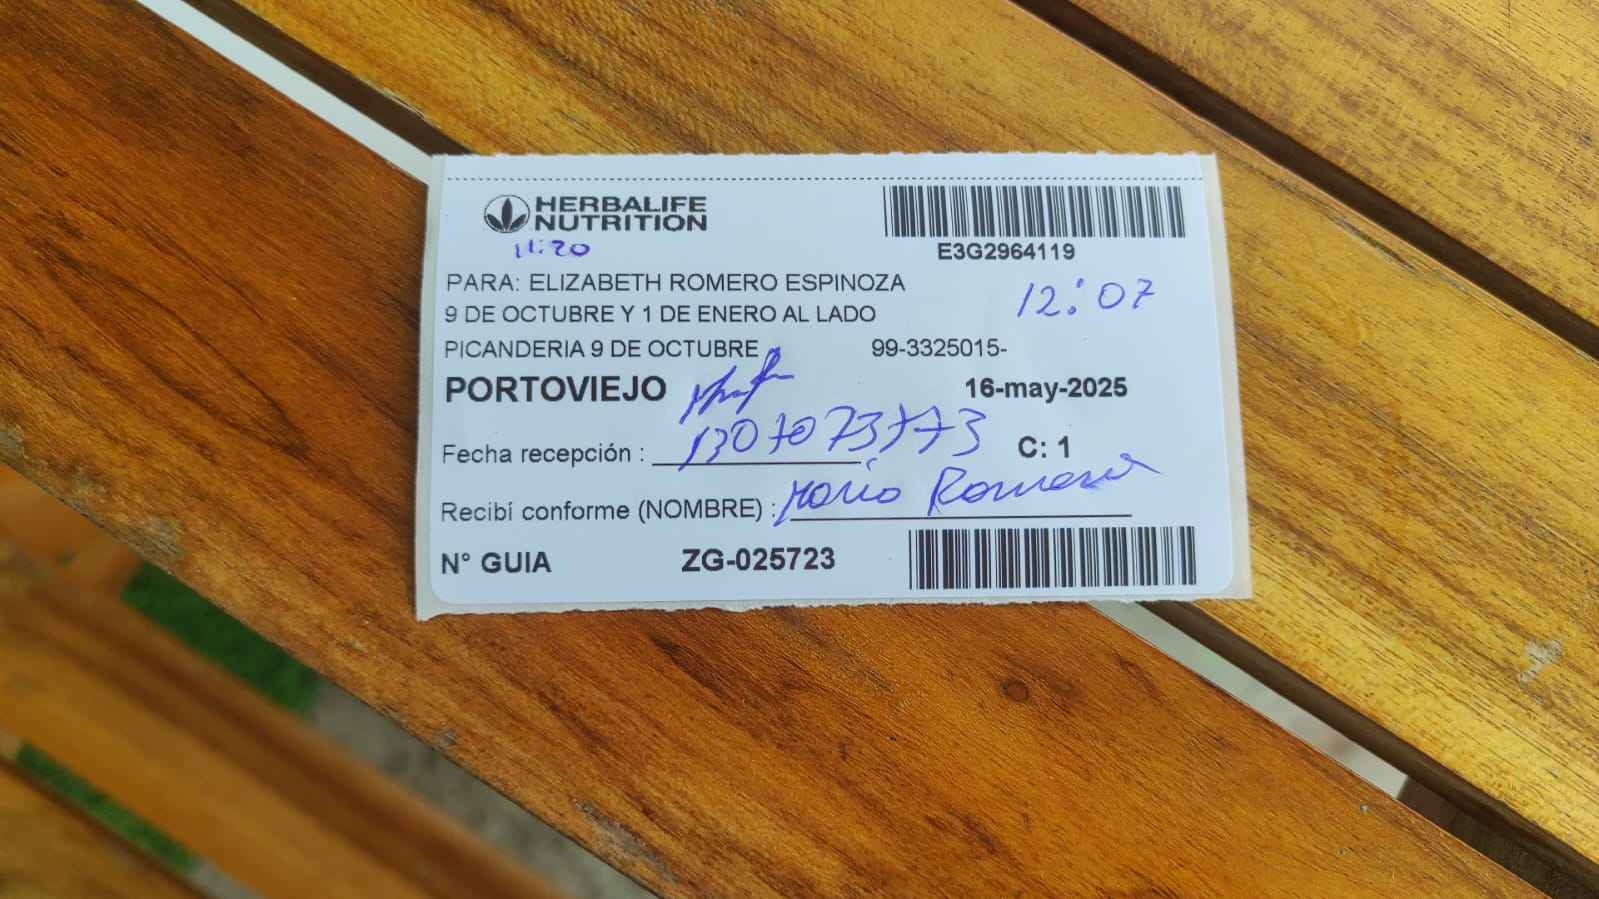 HERBALIFE
NUTRITION
E3G2964119
11:20
PARA: ELIZABETH ROMERO ESPINOZA
12:07
9 DE OCTUBRE Y 1 DE ENERO AL LADO
PICANDERIA 9 DE OCTUBRE 99-3325015-
PORTOVIEJO 16-may-2025
Fecha recepción : C: 1
Recibí conforme (NOMBRE) :
N° GUIA ZG-025723